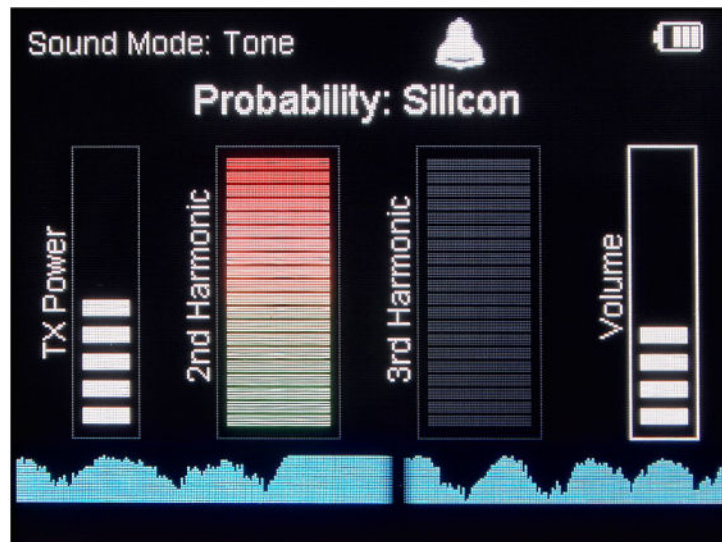 Sound Mode: Tone
Probability: Silicon
TX Power
2nd Harmonic
3rd Harmonic
Volume